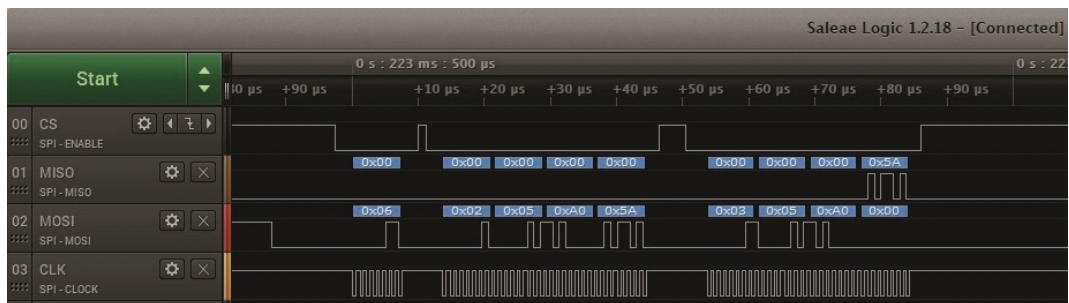 Saleae Logic 1.2.18 - [Connected]
Start
0 s : 223 ms : 500 µs
0 s : 22
+90 µs +10 µs +20 µs +30 µs +40 µs +50 µs +60 µs +70 µs +80 µs +90 µs
00 CS
SPI - ENABLE
0x00 0x00 0x00 0x00 0x00 0x00 0x00 0x00 0x5A
01 MISO
SPI - MISO
0x06 0x02 0x05 0xA0 0x5A 0x03 0x05 0xA0 0x00
02 MOSI
SPI - MOSI
03 CLK
SPI - CLOCK